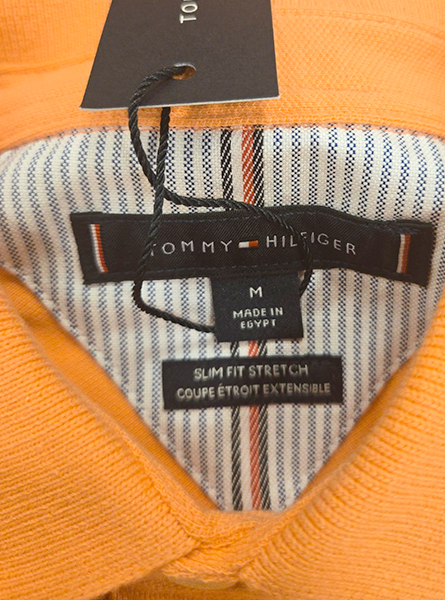 TOMMY HILFIGER
M
MADE IN
EGYPT
SLIM FIT STRETCH
COUPE ÉTROIT EXTENSIBLE